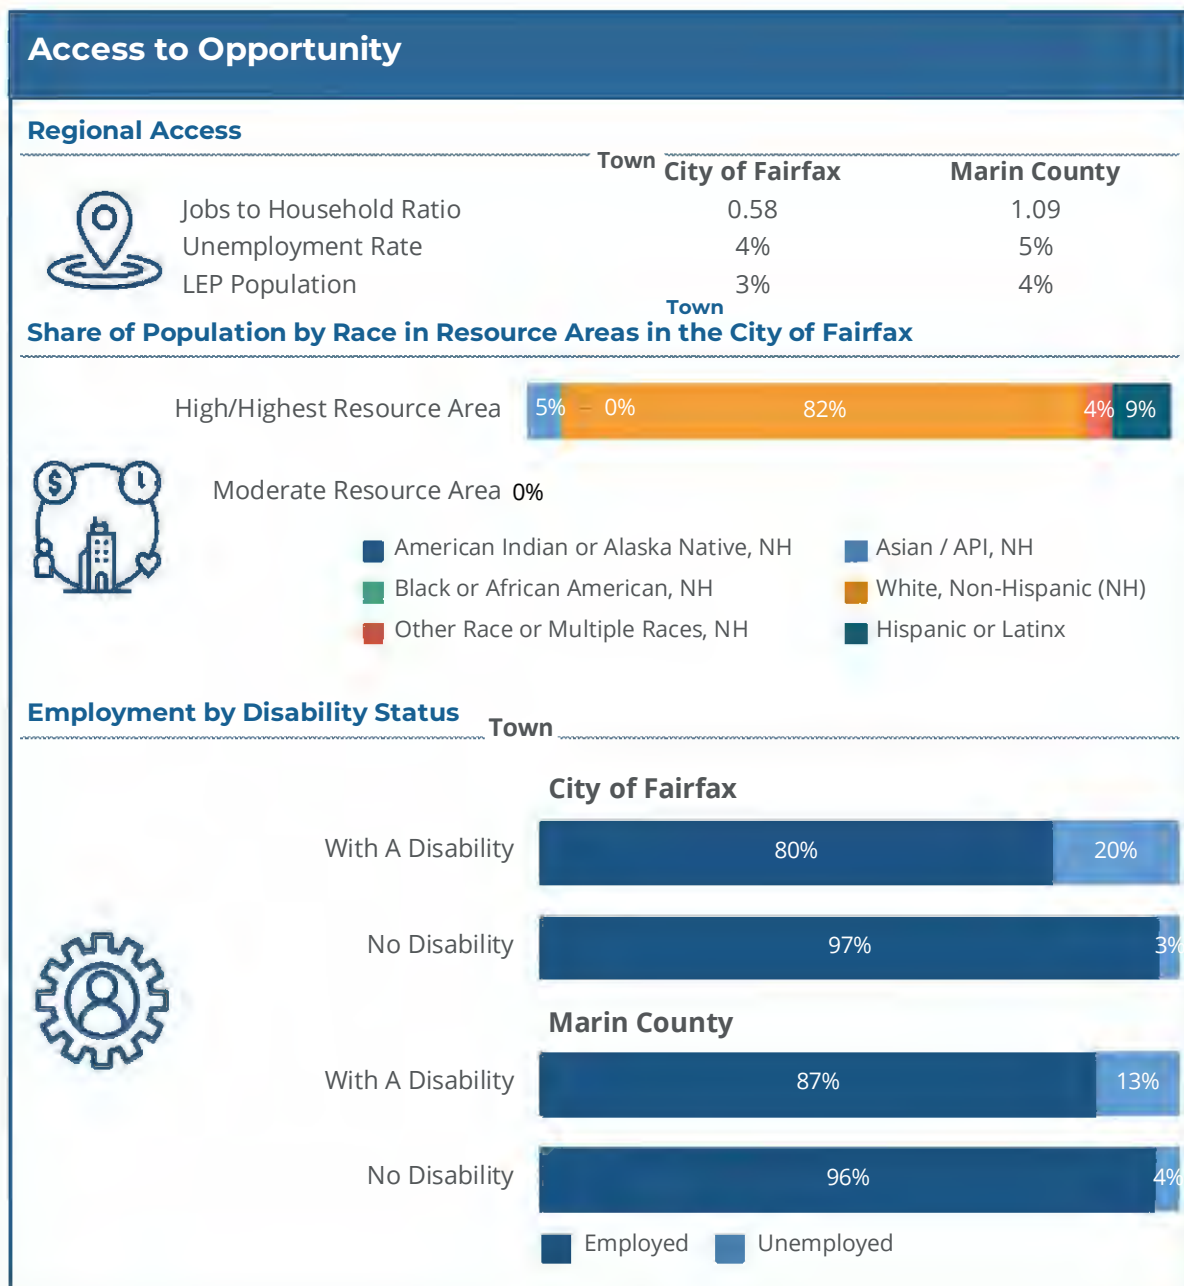 Access to Opportunity
Regional Access
Town
City of Fairfax Marin County
Jobs to Household Ratio 0.58 1.09
Unemployment Rate 4% 5%
LEP Population 3% 4%
Town
Share of Population by Race in Resource Areas in the City of Fairfax
High/Highest Resource Area 5% – 0% 82% 4% 9%
$
Moderate Resource Area 0%
American Indian or Alaska Native, NH Asian / API, NH
Black or African American, NH White, Non-Hispanic (NH)
Other Race or Multiple Races, NH Hispanic or Latinx
Employment by Disability Status
Town
City of Fairfax
With A Disability 80% 20%
No Disability 97% 3%
Marin County
With A Disability 87% 13%
No Disability 96% 4%
Employed Unemployed